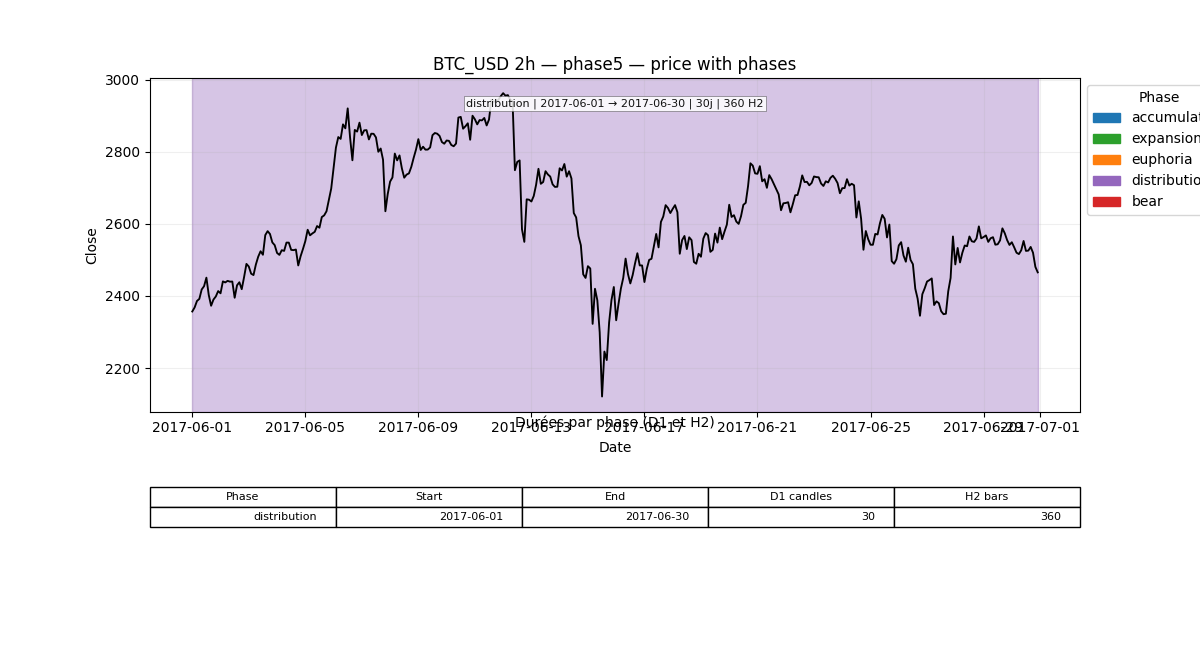 BTC_USD 2h — phase5 — price with phases
3000
2800
2600
2400
2200
Close
distribution | 2017-06-01 → 2017-06-30 | 30j | 360 H2
Phase
accumulat
expansion
euphoria
distributio
bear
Durées par phase (D1 et H2)
2017-06-01 2017-06-05 2017-06-09 2017-06-13 2017-06-17 2017-06-21 2017-06-25 2017-06-29 2017-07-01
Date
Phase Start End D1 candles H2 bars
distribution 2017-06-01 2017-06-30 30 360